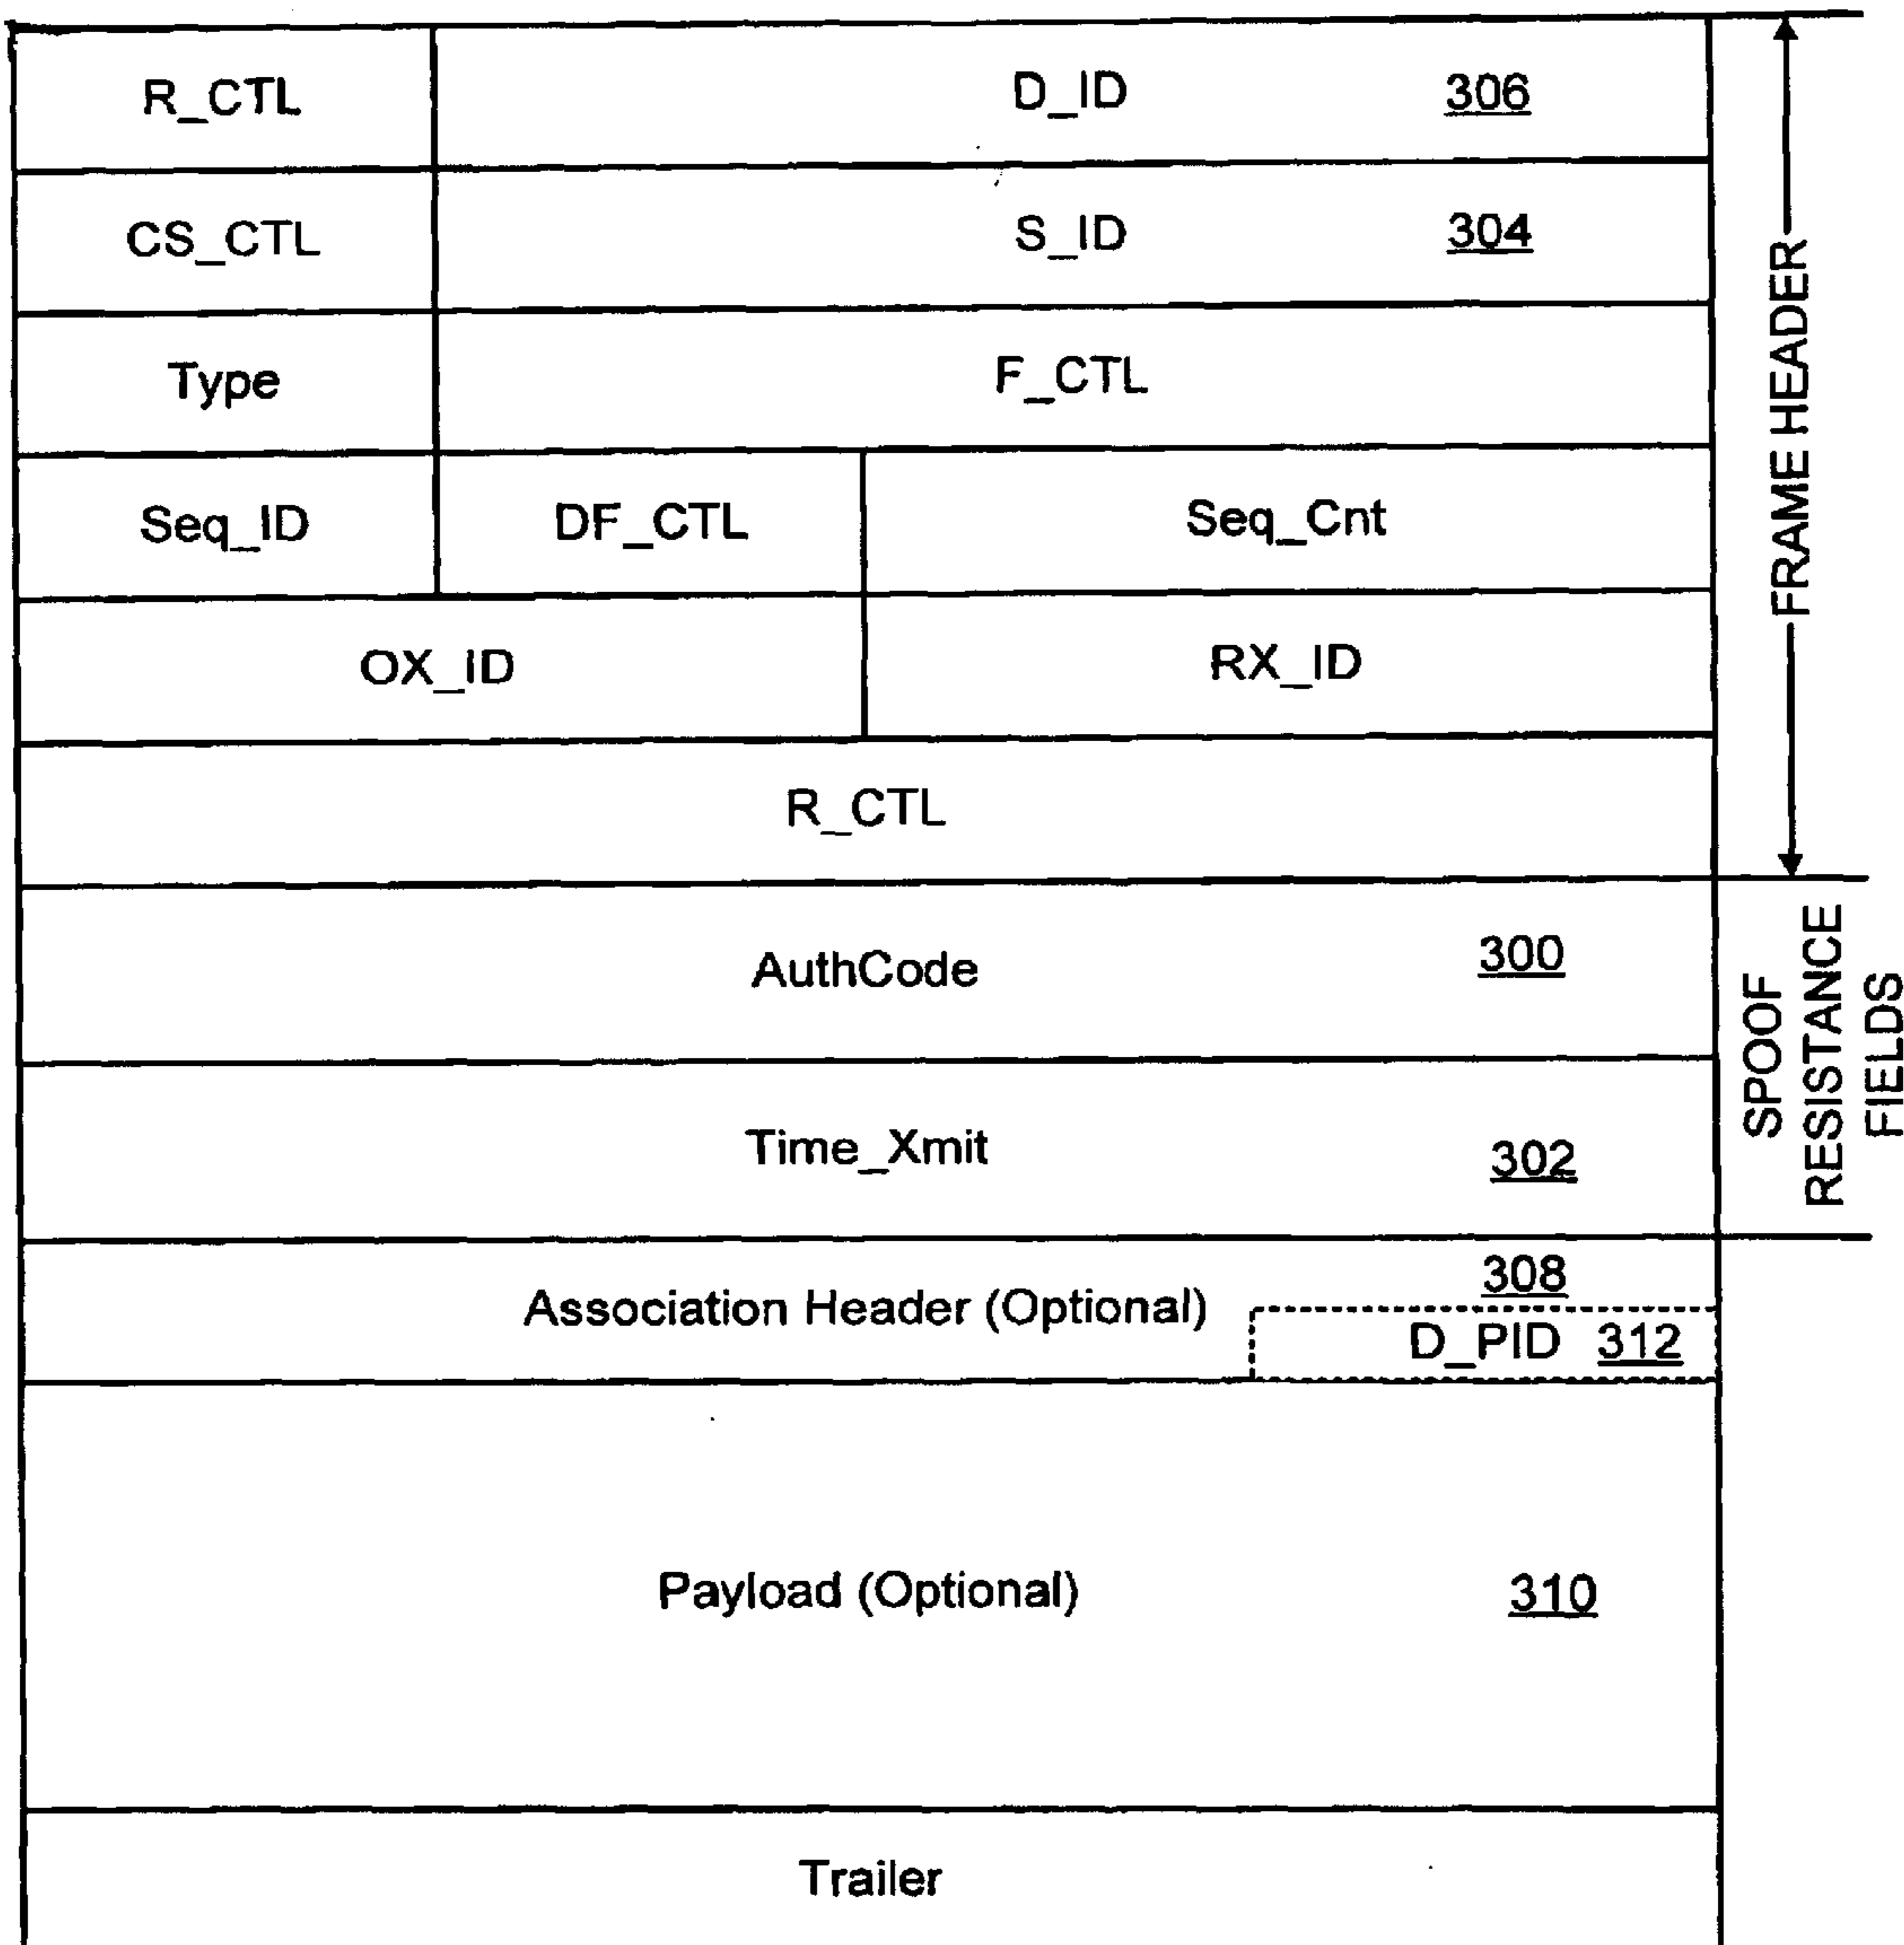 R_CTL D_ID 306
CS_CTL S_ID 304
Type F_CTL
Seq_ID DF_CTL Seq_Cnt
OX_ID RX_ID
R_CTL
FRAME HEADER
AuthCode 300
Time_Xmit 302
SPOOF
RESISTANCE
FIELDS
Association Header (Optional) 308
D_PID 312
Payload (Optional) 310
Trailer